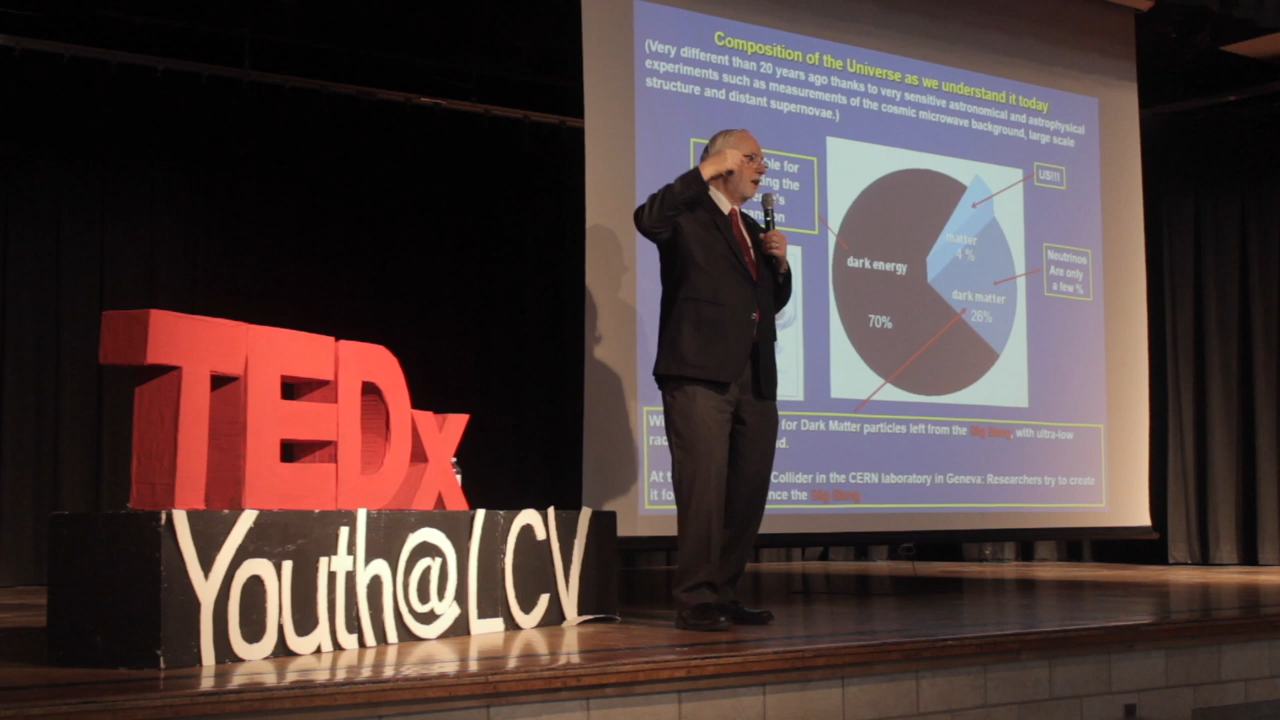 Composition of the Universe as we understand it today
(Very different than 20 years ago thanks to very sensitive astronomical and astrophysical
experiments such as measurements of the cosmic microwave background, large scale
structure and distant supernovae.)
for
the
US!!!
matter
4 %
dark energy
Neutrinos
Are only
a few %
dark matter
26%
70%
for Dark Matter particles left from the Big Bang, with ultra-low
Collider in the CERN laboratory in Geneva: Researchers try to create
the Big Bang
TEDx
Youth@LCV